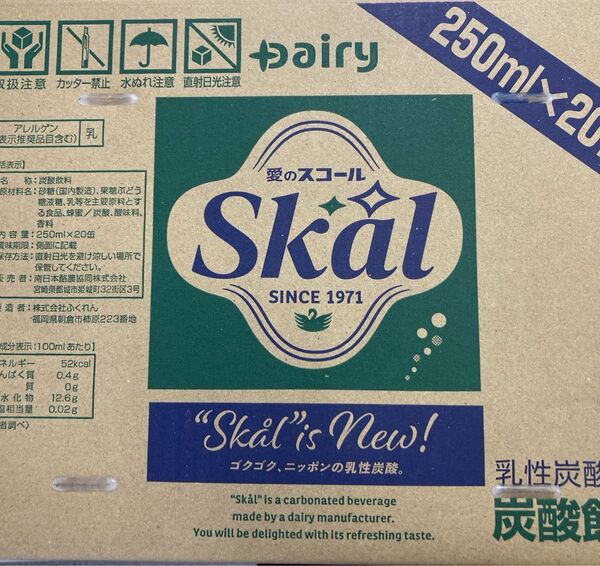 取扱注意 カッター禁止 水ぬれ注意 直射日光注意
Dairy
250ml×20
アレルゲン
表示推奨品目含む) 乳
括表示】
名 称:炭酸飲料
原材料名:砂糖(国内製造)、果糖ぶどう
糖液糖、乳等を主要原料とす
る食品、蜂蜜/炭酸、酸味料、
香料
内容量:250ml×20缶
賞味期限:側面に記載
保存方法:直射日光を避け涼しい場所で
保管してください。
販売者:南日本酪農協同株式会社
宮崎県都城市姫城町32街区3号
製造者:株式会社ふくれん
福岡県朝倉市柿原223番地
成分表示:100mlあたり】
ネルギー 52kcal
んぱく質 0.4g
質 0g
水化物 12.6g
塩相当量 0.02g
者調べ)
愛のスコール
Skål
SINCE 1971
“Skål” is New!
ゴクゴク、ニッポンの乳性炭酸。
“Skål” is a carbonated beverage
made by a dairy manufacturer.
You will be delighted with its refreshing taste.
乳性炭酸
炭酸飲